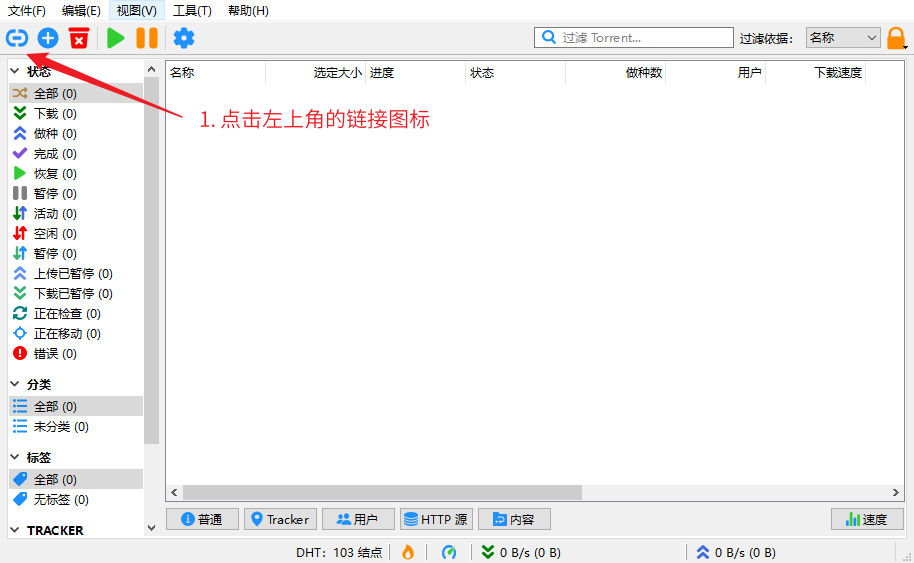 文件(F) 编辑(E) 视图(V) 工具(T) 帮助(H)
过滤 Torrent... 过滤依据: 名称
状态
全部 (0)
下载 (0)
做种 (0)
完成 (0)
恢复 (0)
暂停 (0)
活动 (0)
空闲 (0)
暂停 (0)
上传已暂停 (0)
下载已暂停 (0)
正在检查 (0)
正在移动 (0)
错误 (0)
分类
全部 (0)
未分类 (0)
标签
全部 (0)
无标签 (0)
TRACKER
名称 选定大小 进度 状态 做种数 用户 下载速度
1. 点击左上角的链接图标
普通 Tracker 用户 HTTP 源 内容 速度
DHT: 103 结点 0 B/s (0 B) 0 B/s (0 B)